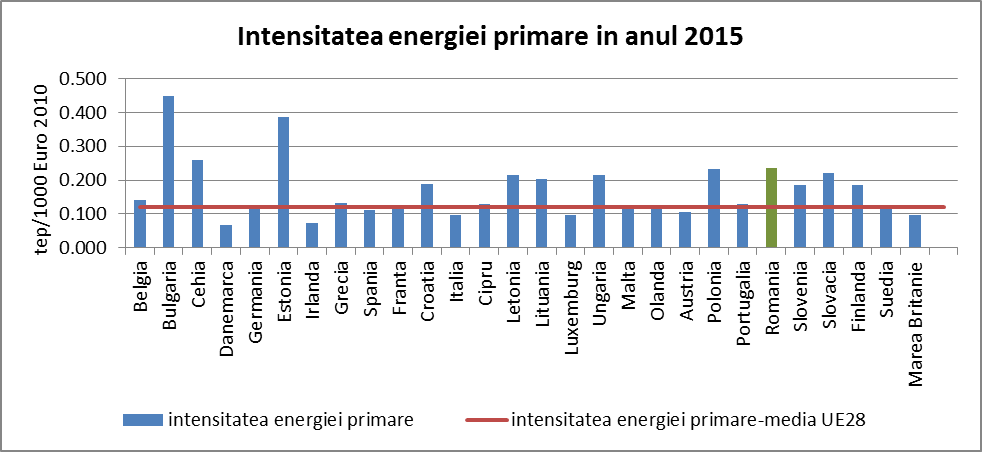 Intensitatea energiei primare in anul 2015
tep/1000 Euro 2010
0.500
0.400
0.300
0.200
0.100
0.000
Belgia
Bulgaria
Cehia
Danemarca
Germania
Estonia
Irlanda
Grecia
Spania
Franta
Croatia
Italia
Cipru
Letonia
Lituania
Luxemburg
Ungaria
Malta
Olanda
Austria
Polonia
Portugalia
Romania
Slovenia
Slovacia
Finlanda
Suedia
Marea Britanie
intensitatea energiei primare
intensitatea energiei primare-media UE28